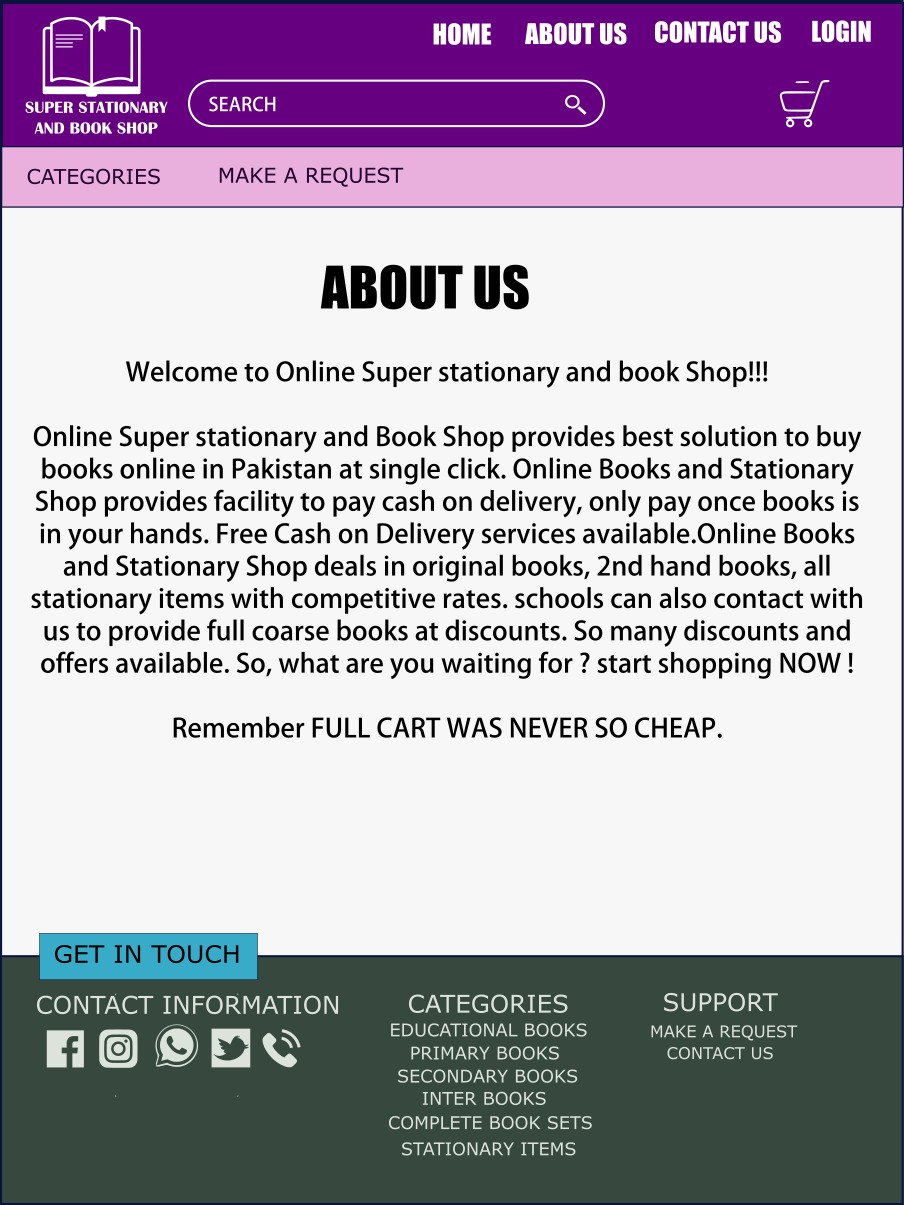 HOME ABOUT US CONTACT US LOGIN
SUPER STATIONARY
AND BOOK SHOP
SEARCH
CATEGORIES MAKE A REQUEST
ABOUT US
Welcome to Online Super stationary and book Shop!!!
Online Super stationary and Book Shop provides best solution to buy
books online in Pakistan at single click. Online Books and Stationary
Shop provides facility to pay cash on delivery, only pay once books is
in your hands. Free Cash on Delivery services available.Online Books
and Stationary Shop deals in original books, 2nd hand books, all
stationary items with competitive rates. schools can also contact with
us to provide full coarse books at discounts. So many discounts and
offers available. So, what are you waiting for ? start shopping NOW !
Remember FULL CART WAS NEVER SO CHEAP.
GET IN TOUCH
CONTACT INFORMATION
CATEGORIES
EDUCATIONAL BOOKS
PRIMARY BOOKS
SECONDARY BOOKS
INTER BOOKS
COMPLETE BOOK SETS
STATIONARY ITEMS
SUPPORT
MAKE A REQUEST
CONTACT US